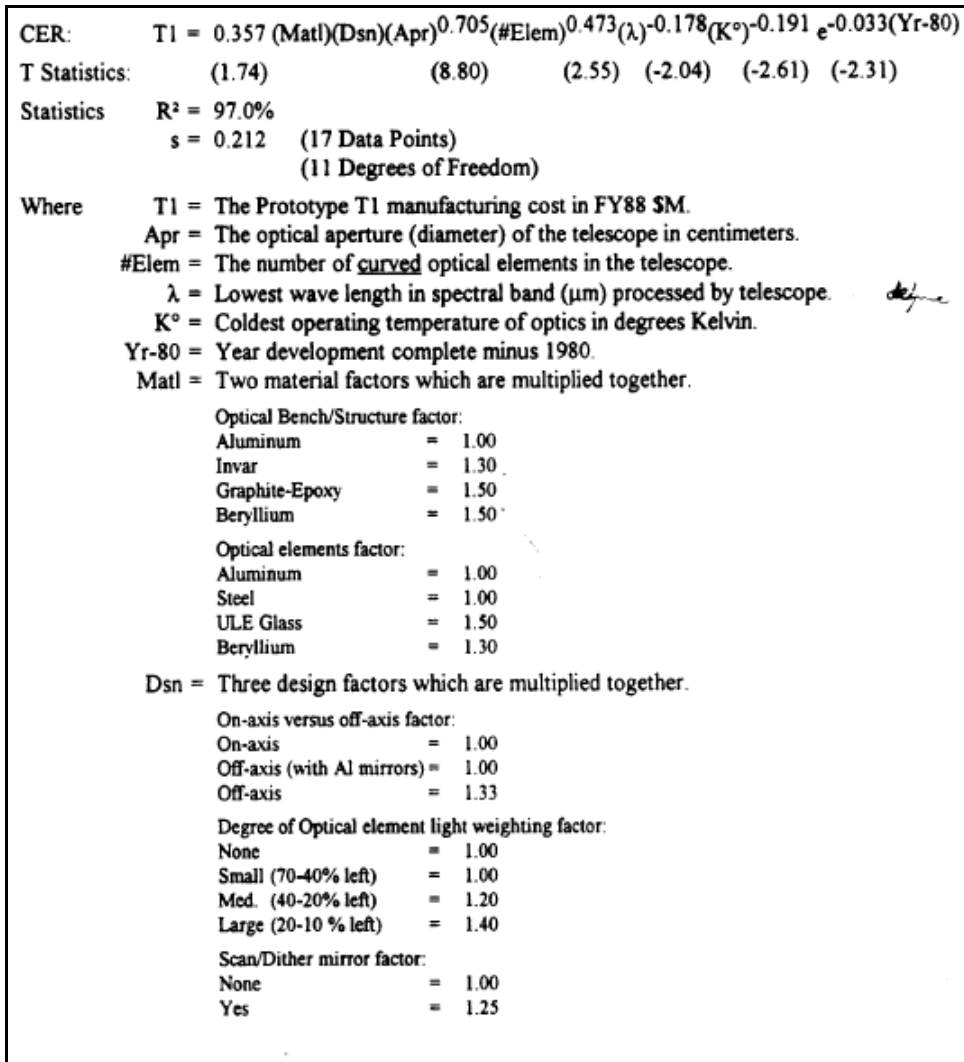 CER: T1 = 0.357 (Matl)(Dsn)(Apr)^0.705(#Elem)^0.473(λ)^-0.178(K°)^-0.191 e^-0.033(Yr-80)
T Statistics: (1.74) (8.80) (2.55) (-2.04) (-2.61) (-2.31)
Statistics R² = 97.0%
s = 0.212 (17 Data Points)
(11 Degrees of Freedom)
Where T1 = The Prototype T1 manufacturing cost in FY88 $M.
Apr = The optical aperture (diameter) of the telescope in centimeters.
#Elem = The number of curved optical elements in the telescope.
λ = Lowest wave length in spectral band (μm) processed by telescope.
K° = Coldest operating temperature of optics in degrees Kelvin.
Yr-80 = Year development complete minus 1980.
Matl = Two material factors which are multiplied together.
Optical Bench/Structure factor:
Aluminum = 1.00
Invar = 1.30
Graphite-Epoxy = 1.50
Beryllium = 1.50
Optical elements factor:
Aluminum = 1.00
Steel = 1.00
ULE Glass = 1.50
Beryllium = 1.30
Dsn = Three design factors which are multiplied together.
On-axis versus off-axis factor:
On-axis = 1.00
Off-axis (with Al mirrors) = 1.00
Off-axis = 1.33
Degree of Optical element light weighting factor:
None = 1.00
Small (70-40% left) = 1.00
Med. (40-20% left) = 1.20
Large (20-10 % left) = 1.40
Scan/Dither mirror factor:
None = 1.00
Yes = 1.25